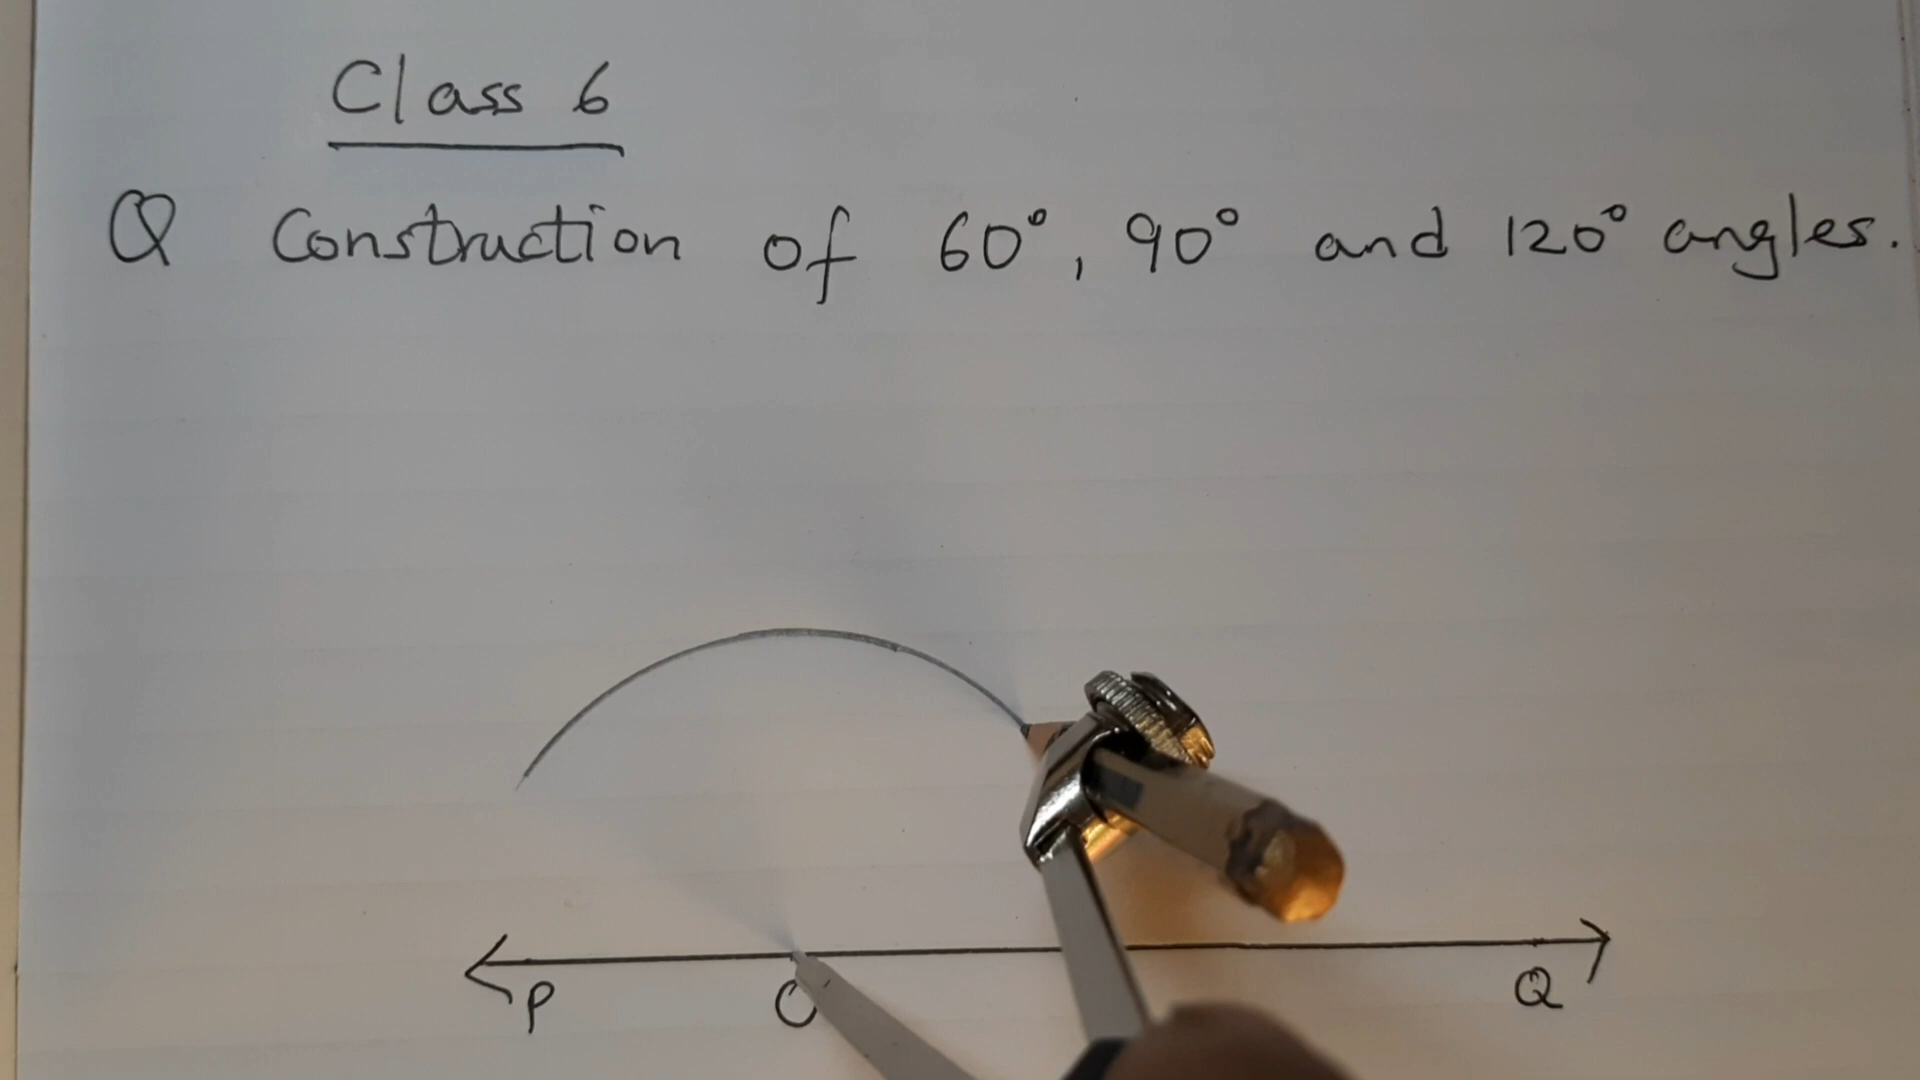 Class 6
Q Construction of 60°, 90° and 120° angles.
P O Q